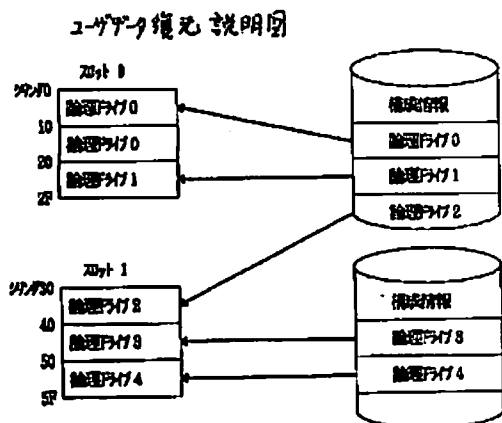 ユーザデータ復元説明図
スロット 0
シリンダ0
論理ドライブ0
10
論理ドライブ0
20
論理ドライブ1
2F
構成情報
論理ドライブ0
論理ドライブ1
論理ドライブ2
スロット 1
シリンダ30
論理ドライブ2
40
論理ドライブ3
50
論理ドライブ4
5F
構成情報
論理ドライブ3
論理ドライブ4